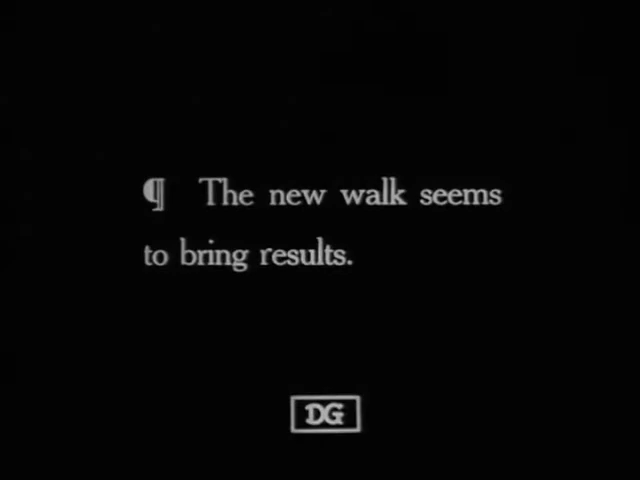 ¶ The new walk seems
to bring results.
DG